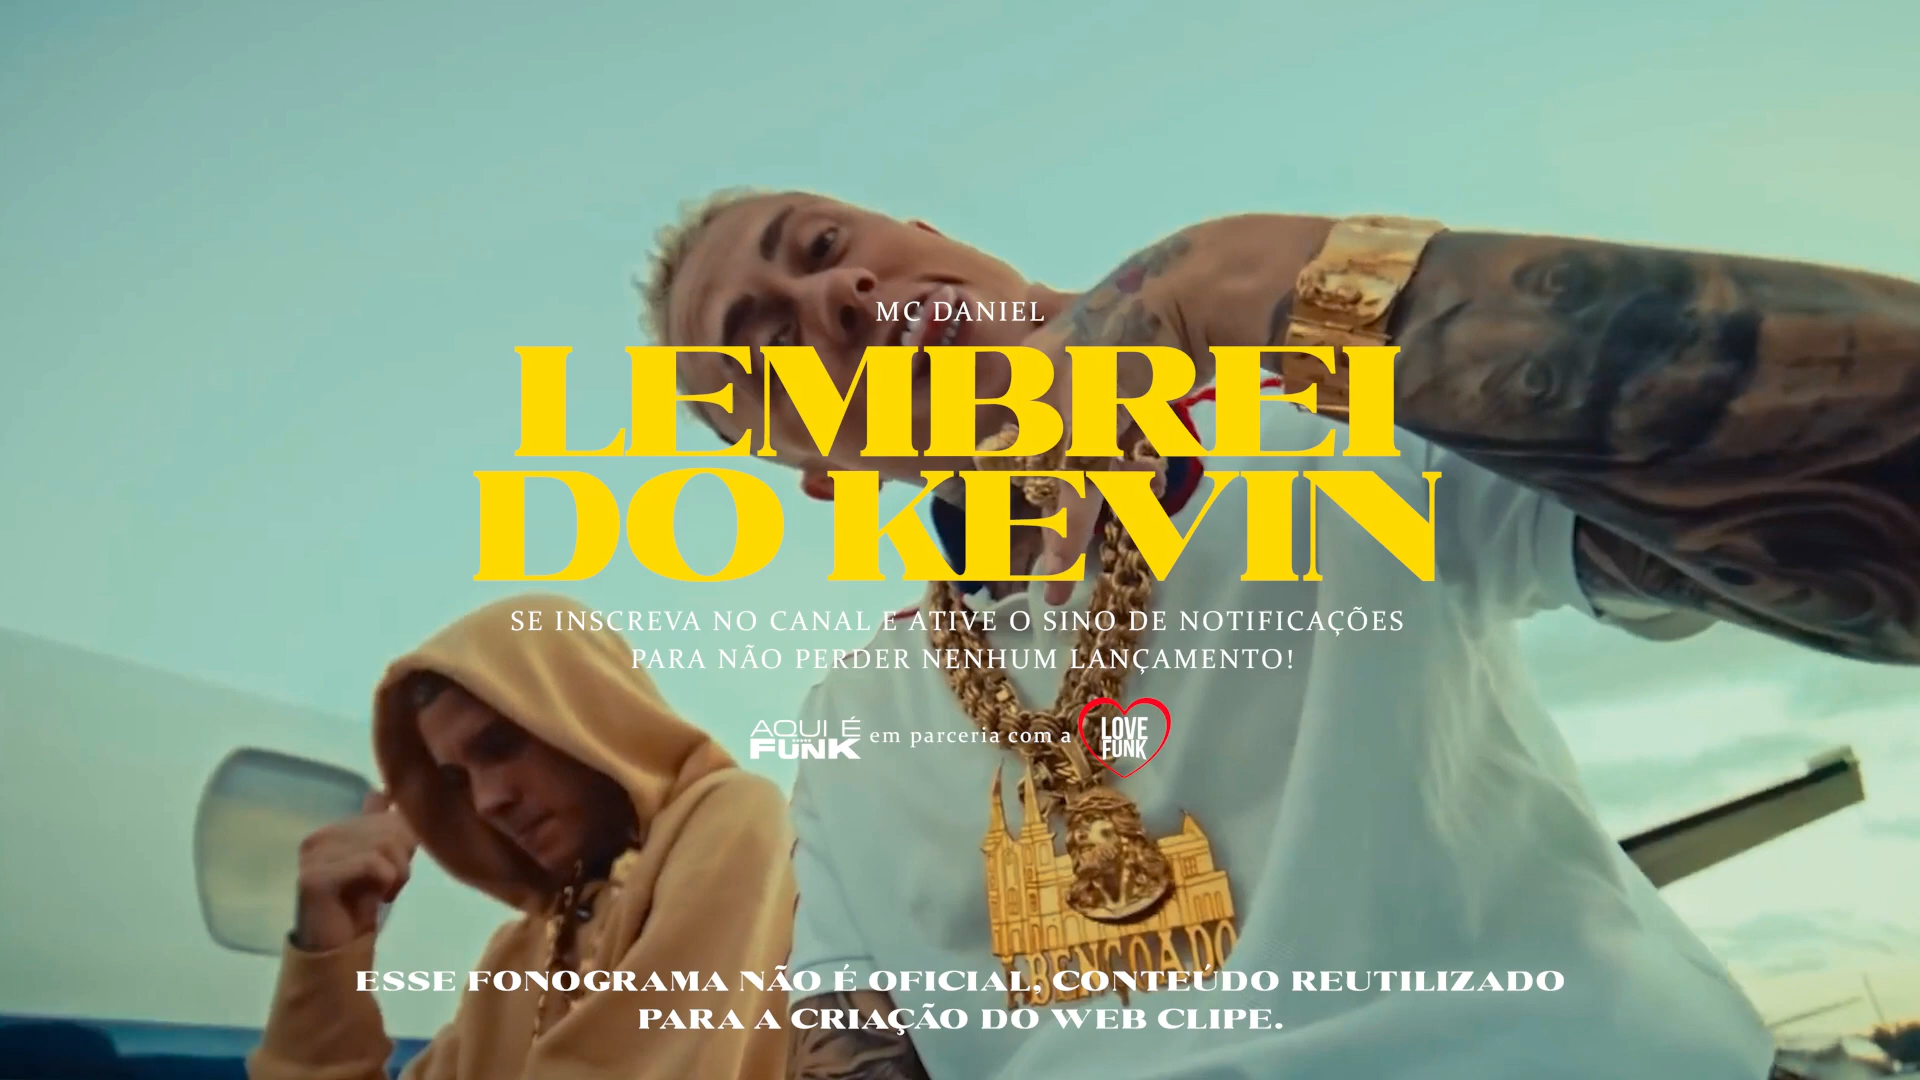 MC DANIEL
LEMBREI
DO KEVIN
SE INSCREVA NO CANAL E ATIVE O SINO DE NOTIFICAÇÕES
PARA NÃO PERDER NENHUM LANÇAMENTO!
AQUI É
FUNK
em parceria com a
LOVE
FUNK
ABENÇOADO
ESSE FONOGRAMA NÃO É OFICIAL, CONTEÚDO REUTILIZADO
PARA A CRIAÇÃO DO WEB CLIPE.